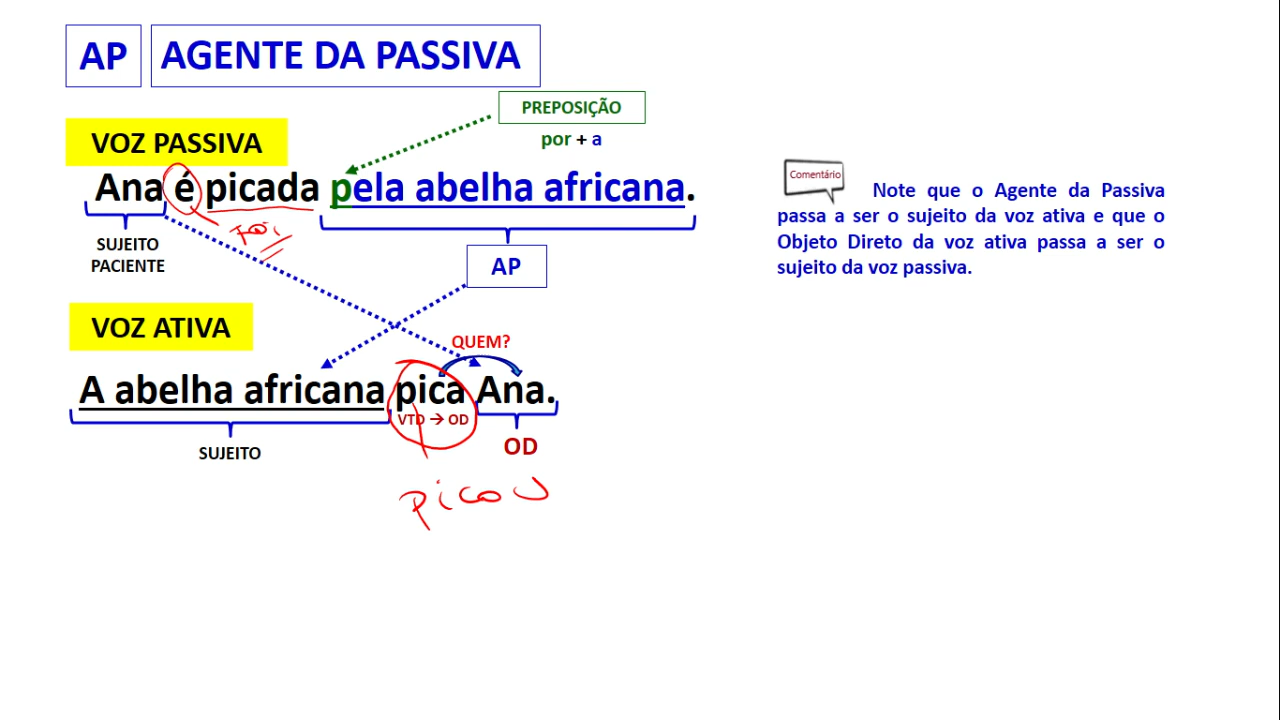 AP AGENTE DA PASSIVA
PREPOSIÇÃO
por + a
VOZ PASSIVA
Ana é picada pela abelha africana.
foi
SUJEITO
PACIENTE
AP
VOZ ATIVA
QUEM?
A abelha africana pica Ana.
VTD → OD
SUJEITO
OD
picou
Comentário
Note que o Agente da Passiva
passa a ser o sujeito da voz ativa e que o
Objeto Direto da voz ativa passa a ser o
sujeito da voz passiva.